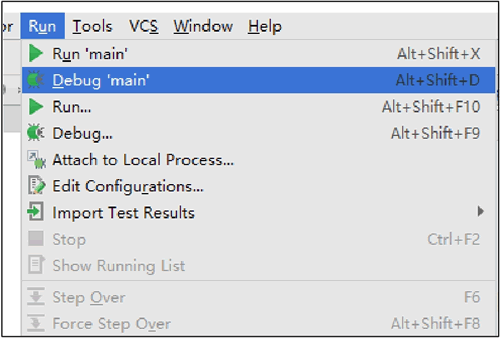 or Run Tools VCS Window Help
Run 'main' Alt+Shift+X
Debug 'main' Alt+Shift+D
Run... Alt+Shift+F10
Debug... Alt+Shift+F9
Attach to Local Process...
Edit Configurations...
Import Test Results
Stop Ctrl+F2
Show Running List
Step Over F6
Force Step Over Alt+Shift+F8